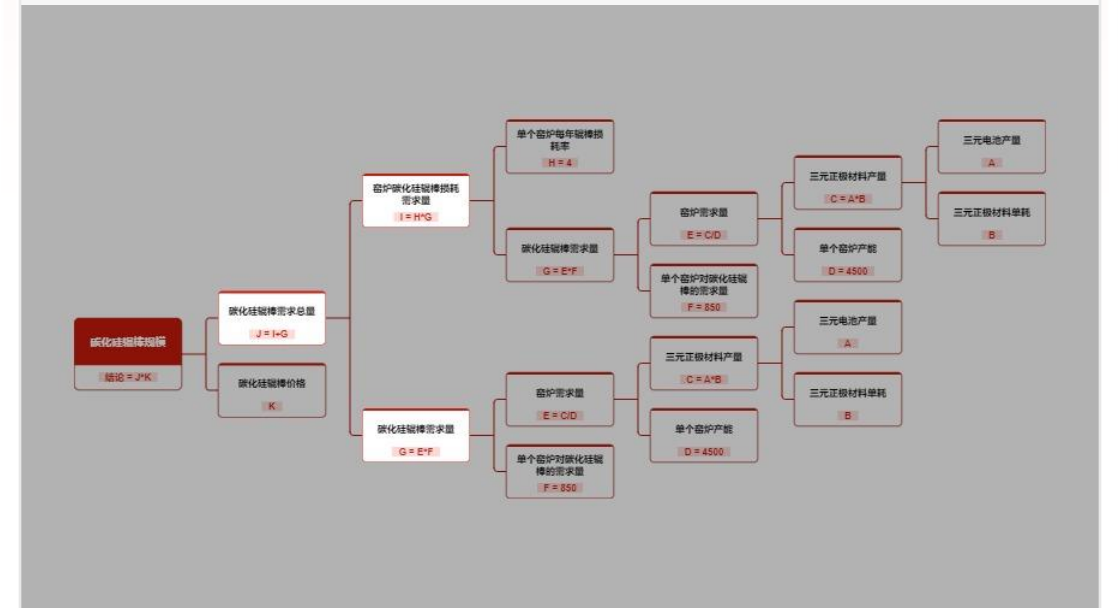 碳化硅辊棒规模
结论 = J*K
碳化硅辊棒需求总量
J = I+G
碳化硅辊棒价格
K
窑炉碳化硅辊棒损耗
需求量
I = H*G
单个窑炉每年辊棒损
耗率
H = 4
碳化硅辊棒需求量
G = E*F
窑炉需求量
E = C/D
三元正极材料产量
C = A*B
三元电池产量
A
三元正极材料单耗
B
单个窑炉产能
D = 4500
单个窑炉对碳化硅辊
棒的需求量
F = 850
碳化硅辊棒需求量
G = E*F
窑炉需求量
E = C/D
三元正极材料产量
C = A*B
三元电池产量
A
三元正极材料单耗
B
单个窑炉产能
D = 4500
单个窑炉对碳化硅辊
棒的需求量
F = 850